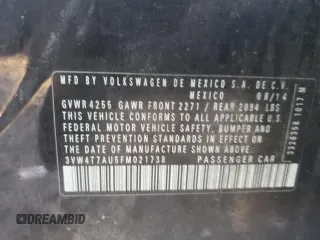 MFD BY VOLKSWAGEN DE MEXICO S.A. DE C.V.
MEXICO 08/14
GVWR 4255 GAWR FRONT 2271 / REAR 2094 LBS
THIS VEHICLE CONFORMS TO ALL APPLICABLE
FEDERAL MOTOR VEHICLE SAFETY, BUMPER AND
THEFT PREVENTION STANDARDS IN EFFECT ON
THE DATE OF MANUFACTURE SHOWN ABOVE.
3VW4T7AU5FM021738 PASSENGER CAR
1017 M
DREAMBID